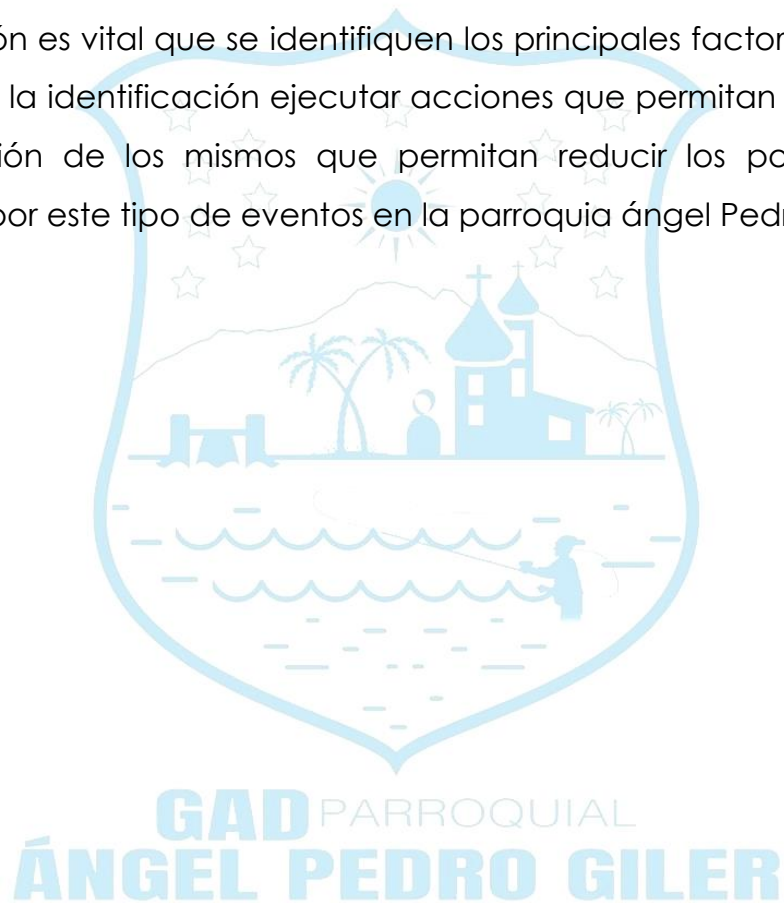 ón es vital que se identifiquen los principales factor
la identificación ejecutar acciones que permitan
ión de los mismos que permitan reducir los po
por este tipo de eventos en la parroquia ángel Ped
GAD PARROQUIAL
ÁNGEL PEDRO GILER